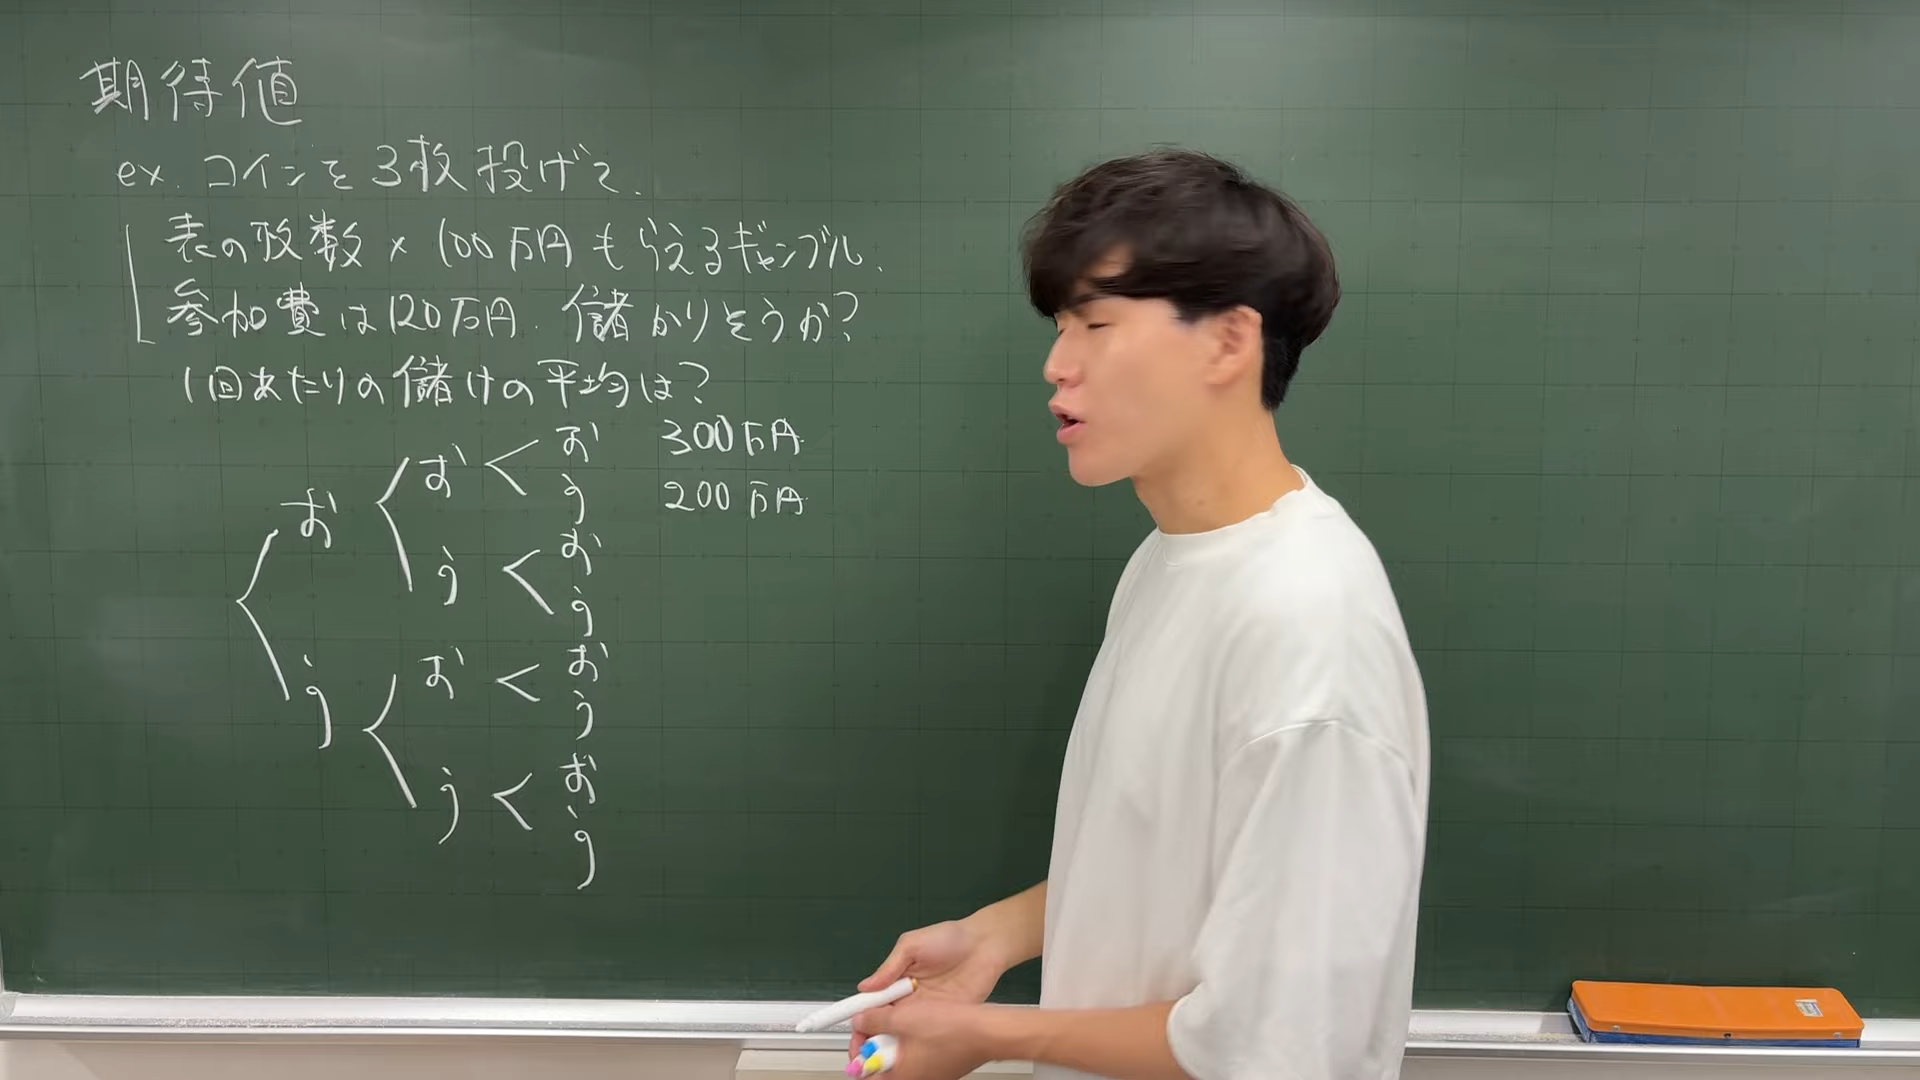 期待値
ex. コインを3枚投げて、
表の枚数×100万円もらえるギャンブル、
参加費は120万円、儲かりそうか?
1回あたりの儲けの平均は?
お 300万円
お う 200万円
お お
う う
お お
う う
う お
う